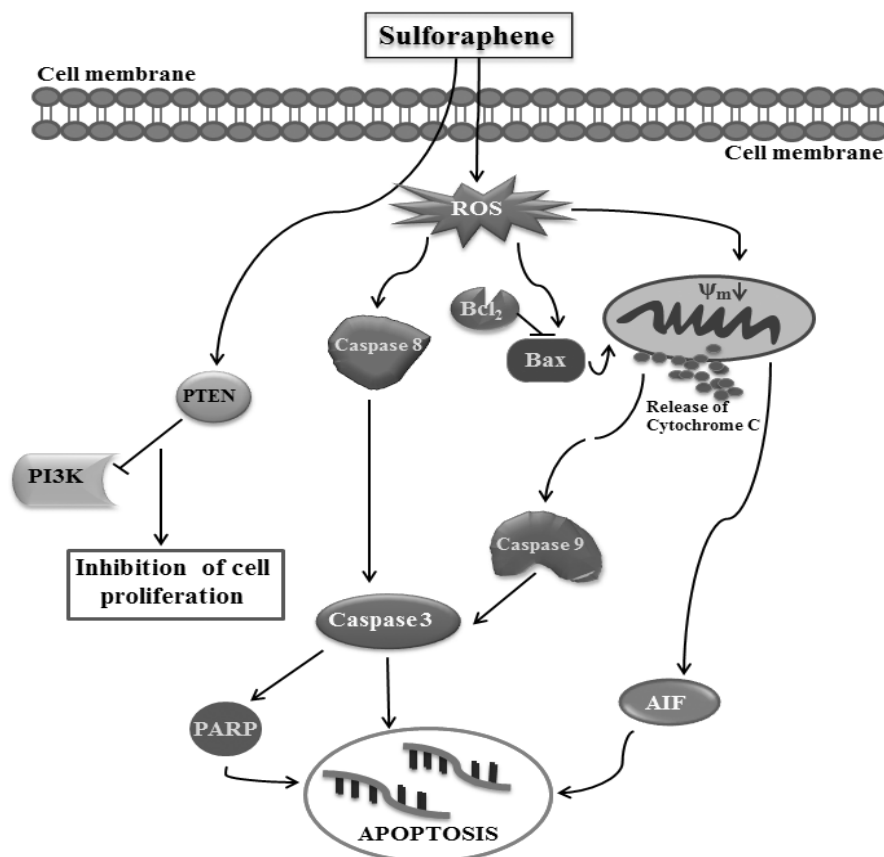 Sulforaphene
Cell membrane
Cell membrane
ROS
Ψm↓
Bcl2
Caspase 8
Bax
PTEN
Release of
Cytochrome C
PI3K
Caspase 9
Inhibition of cell
proliferation
Caspase 3
AIF
PARP
APOPTOSIS